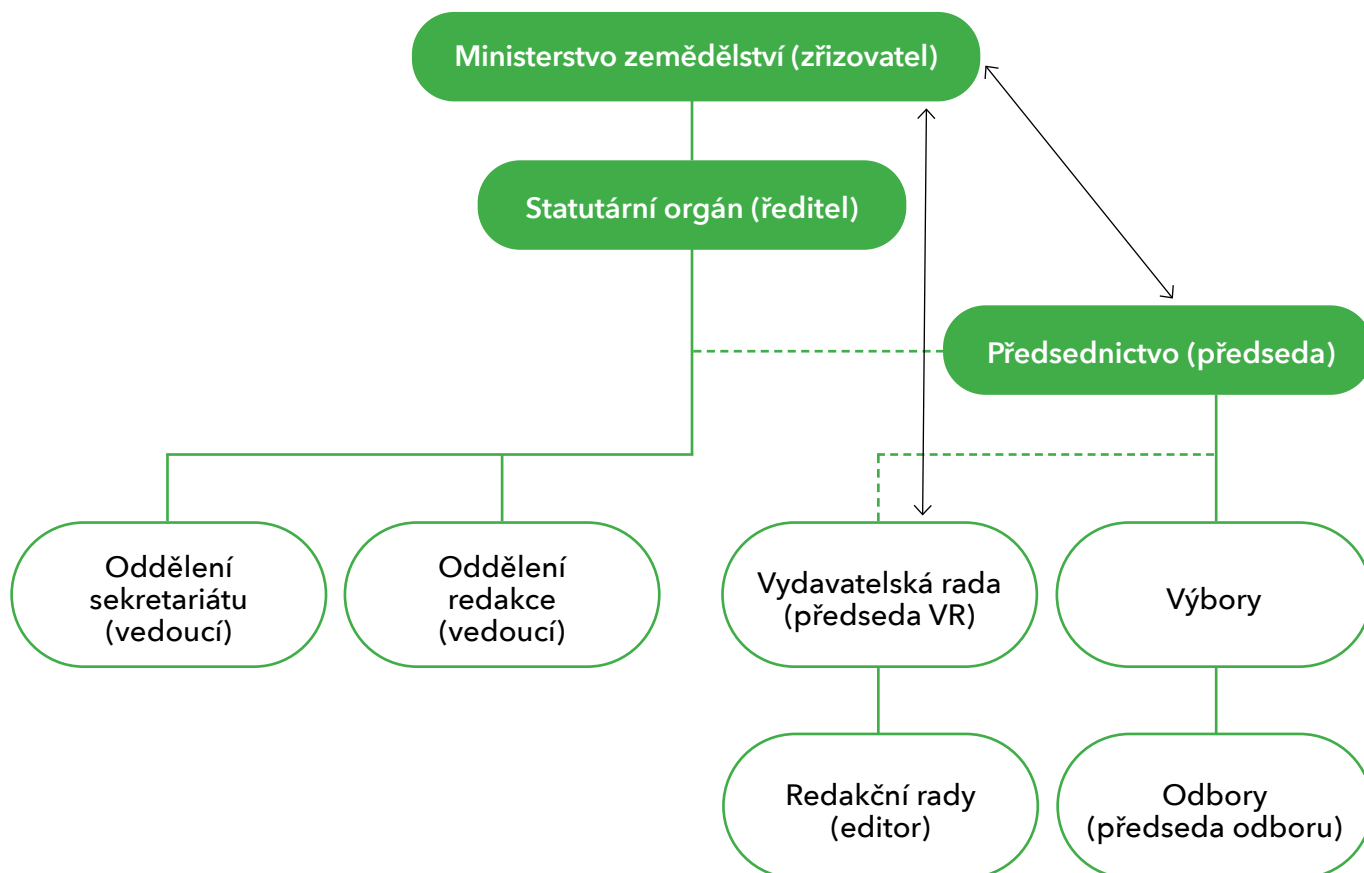 Ministerstvo zemědělství (zřizovatel)
Statutární orgán (ředitel)
Předsednictvo (předseda)
Oddělení
sekretariátu
(vedoucí)
Oddělení
redakce
(vedoucí)
Vydavatelská rada
(předseda VR)
Výbory
Redakční rady
(editor)
Odbory
(předseda odboru)